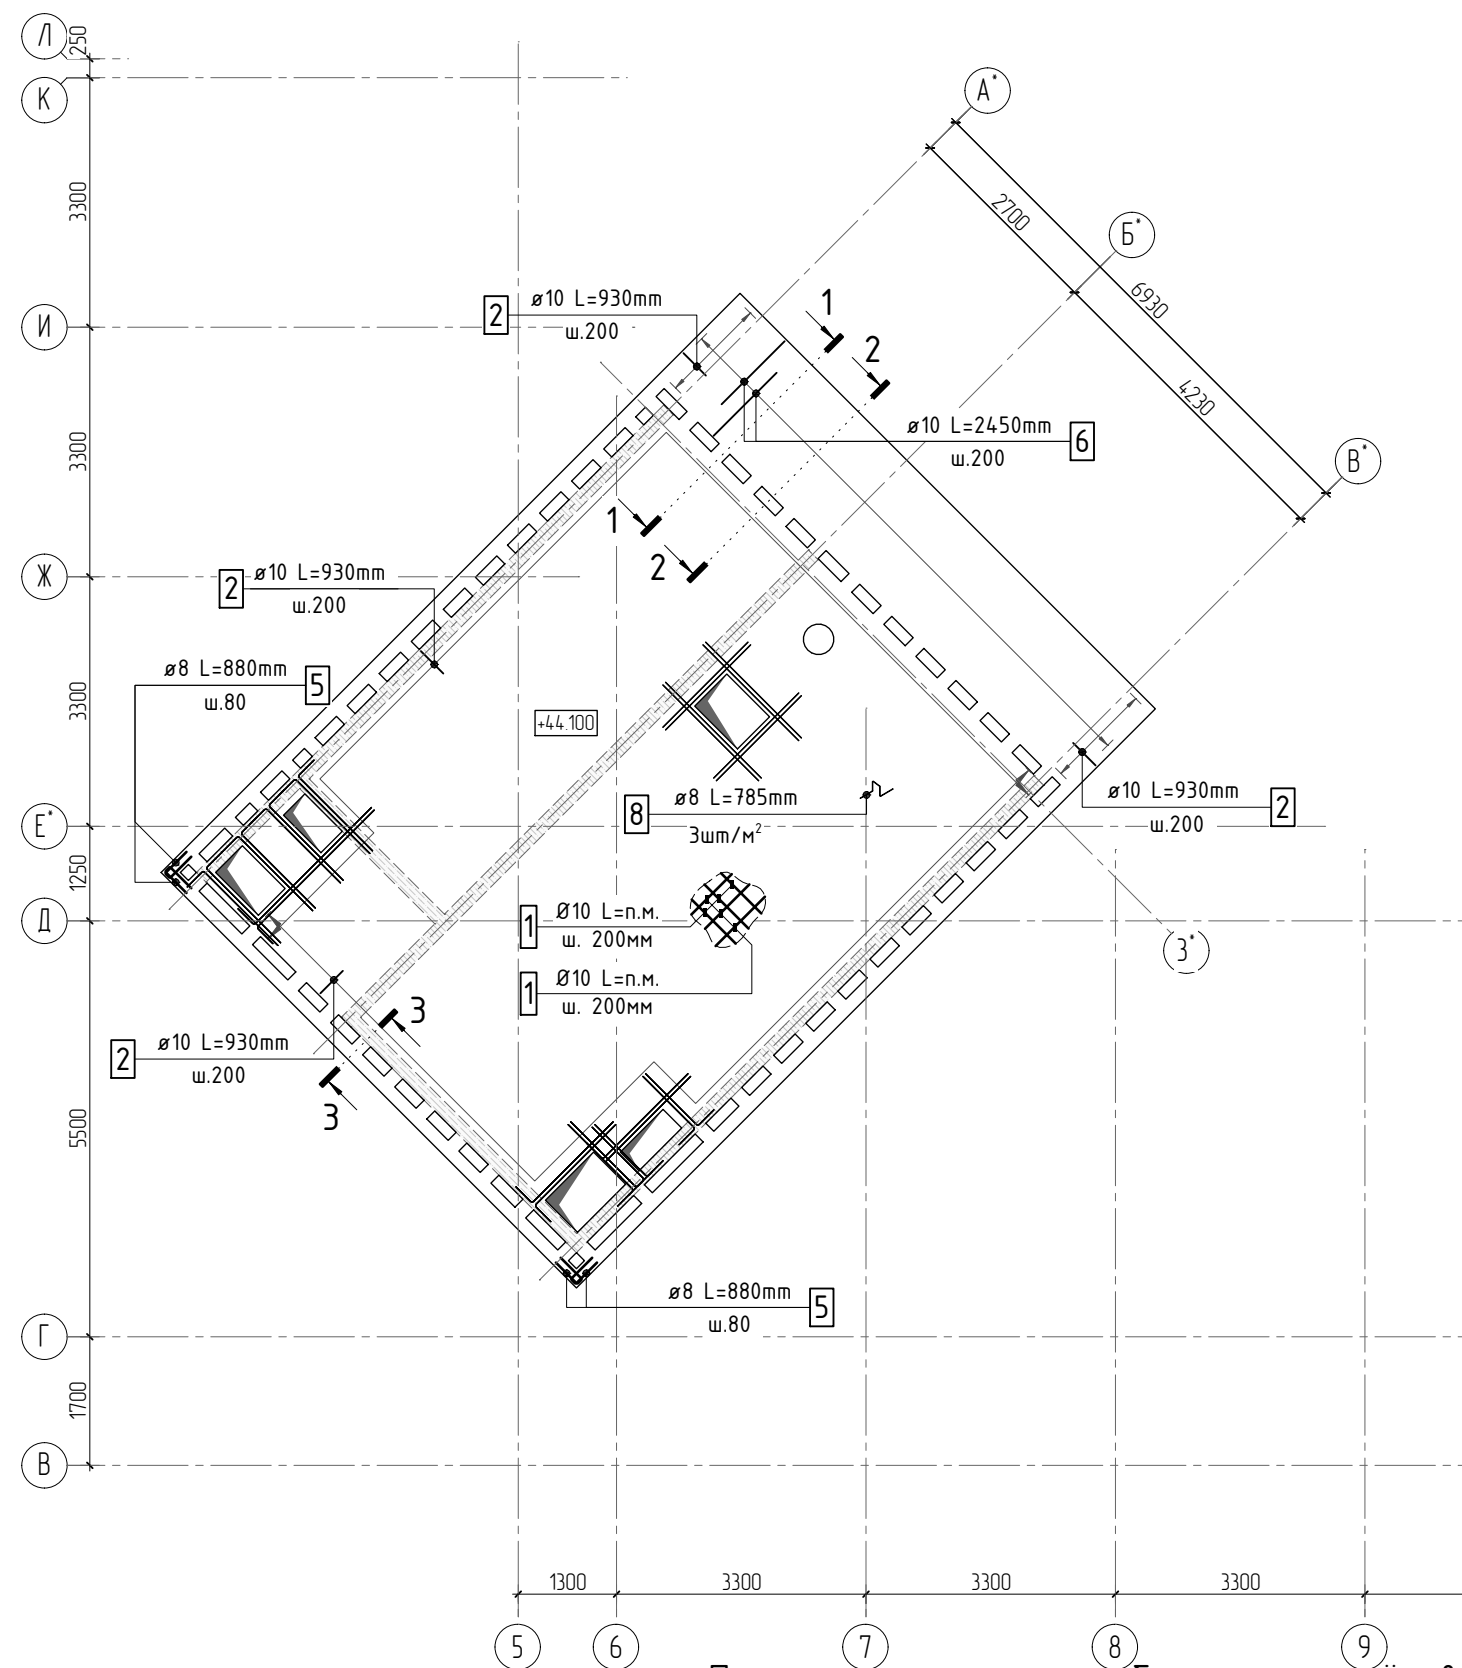 Л
250
К
А*
3300
2700
Б*
6930
2
ø10 L=930mm
ш.200
1
И
2
4230
ø10 L=2450mm
6
ш.200
В*
3300
1
2
Ж
2
ø10 L=930mm
ш.200
ø8 L=880mm
5
ш.80
3300
+44.100
8
ø8 L=785mm
3шт/м²
ø10 L=930mm
2
ш.200
Е*
1250
1
Ø10 L=п.м.
ш. 200мм
Д
З*
1
Ø10 L=п.м.
ш. 200мм
3
2
ø10 L=930mm
ш.200
3
5500
ø8 L=880mm
5
ш.80
Г
1700
В
1300
3300
3300
3300
5
6
7
8
9